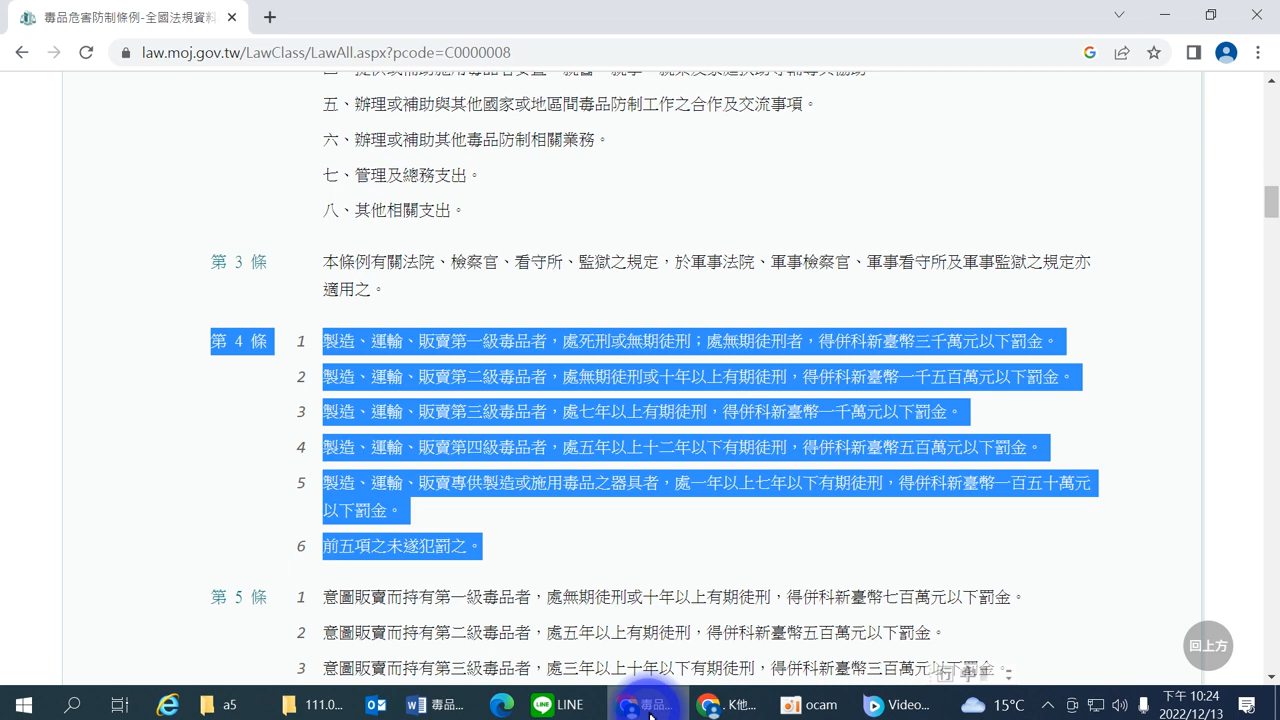 毒品危害防制條例-全國法規資料
law.moj.gov.tw/LawClass/LawAll.aspx?pcode=C0000008
五、辦理或補助與其他國家或地區間毒品防制工作之合作及交流事項。
六、辦理或補助其他毒品防制相關業務。
七、管理及總務支出。
八、其他相關支出。
第 3 條
本條例有關法院、檢察官、看守所、監獄之規定，於軍事法院、軍事檢察官、軍事看守所及軍事監獄之規定亦
適用之。
第 4 條
1 製造、運輸、販賣第一級毒品者，處死刑或無期徒刑；處無期徒刑者，得併科新臺幣三千萬元以下罰金。
2 製造、運輸、販賣第二級毒品者，處無期徒刑或十年以上有期徒刑，得併科新臺幣一千五百萬元以下罰金。
3 製造、運輸、販賣第三級毒品者，處七年以上有期徒刑，得併科新臺幣一千萬元以下罰金。
4 製造、運輸、販賣第四級毒品者，處五年以上十二年以下有期徒刑，得併科新臺幣五百萬元以下罰金。
5 製造、運輸、販賣專供製造或施用毒品之器具者，處一年以上七年以下有期徒刑，得併科新臺幣一百五十萬元
以下罰金。
6 前五項之未遂犯罰之。
第 5 條
1 意圖販賣而持有第一級毒品者，處無期徒刑或十年以上有期徒刑，得併科新臺幣七百萬元以下罰金。
2 意圖販賣而持有第二級毒品者，處五年以上有期徒刑，得併科新臺幣五百萬元以下罰金。
3 意圖販賣而持有第三級毒品者，處三年以上十年以下有期徒刑，得併科新臺幣三百萬元以下罰金。
回上方
a5
111.0...
毒品...
LINE
毒品...
K他...
ocam
Video...
15°C
下午 10:24
2022/12/13